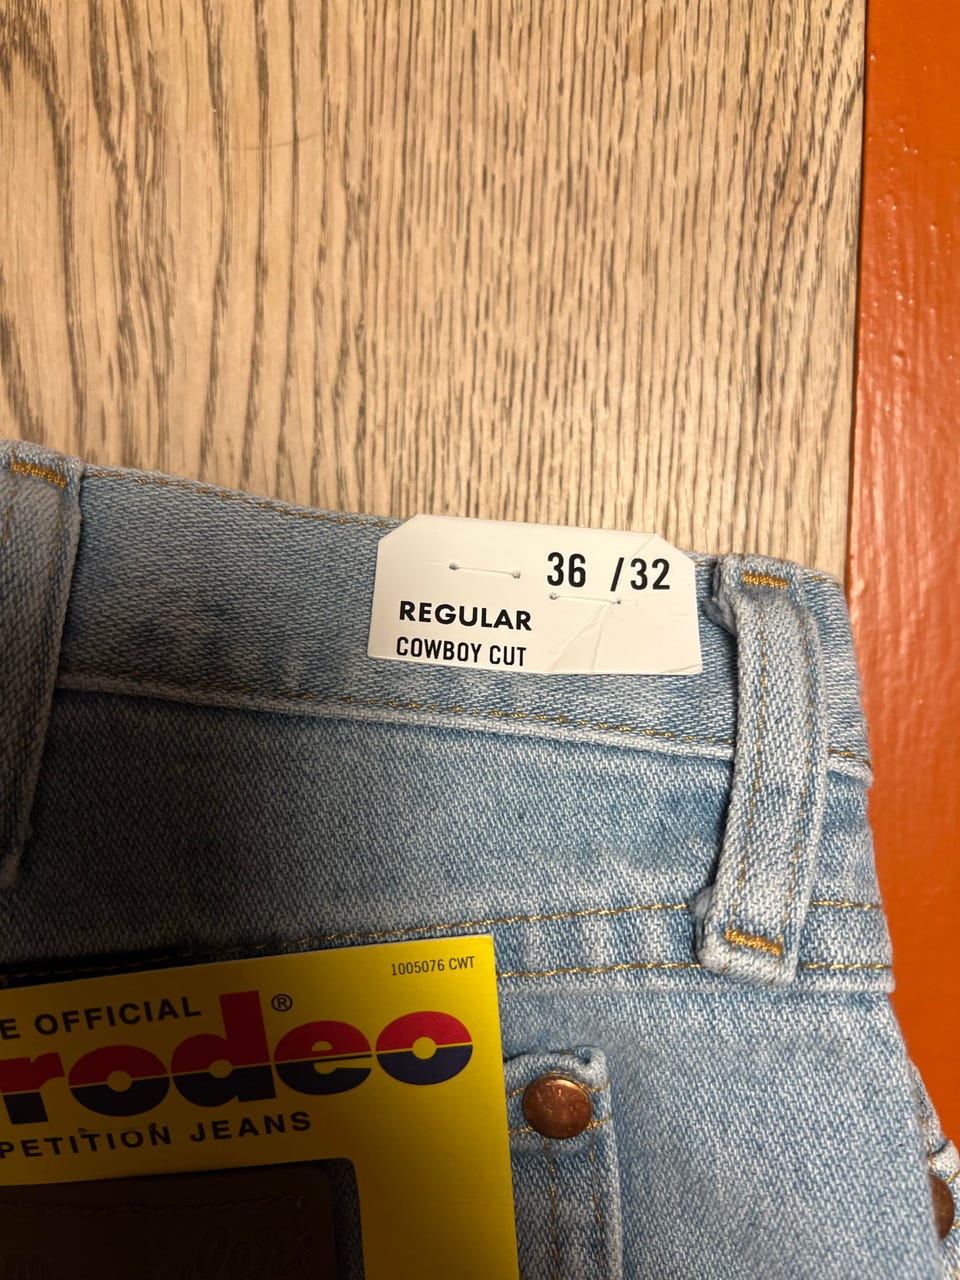 36 /32
REGULAR
COWBOY CUT
1005076 CWT
E OFFICIAL
rodeo®
PETITION JEANS